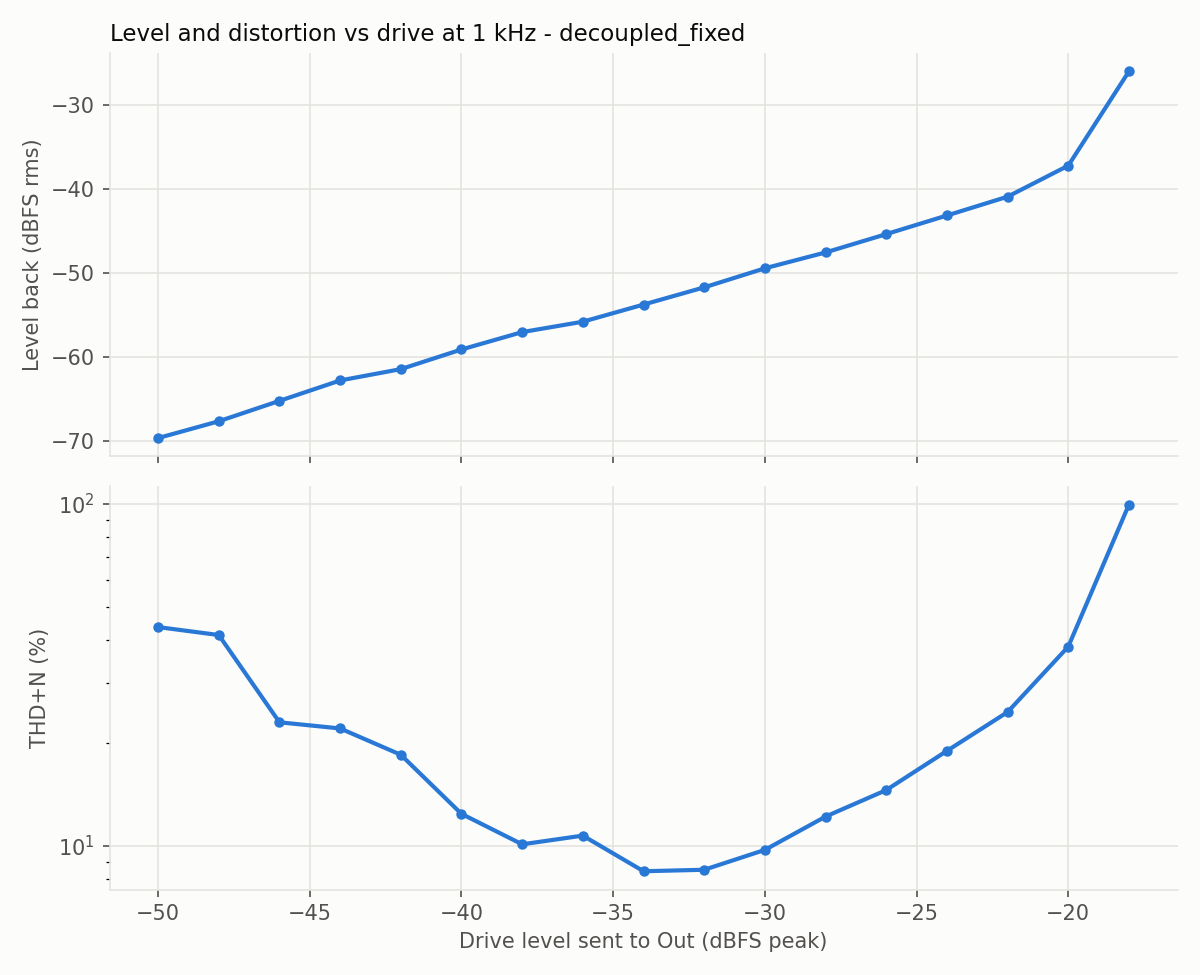 Level and distortion vs drive at 1 kHz - decoupled_fixed
Level back (dBFS rms)
−30
−40
−50
−60
−70
THD+N (%)
10²
10¹
−50 −45 −40 −35 −30 −25 −20
Drive level sent to Out (dBFS peak)